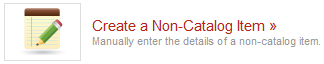 Create a Non-Catalog Item »
Manually enter the details of a non-catalog item.